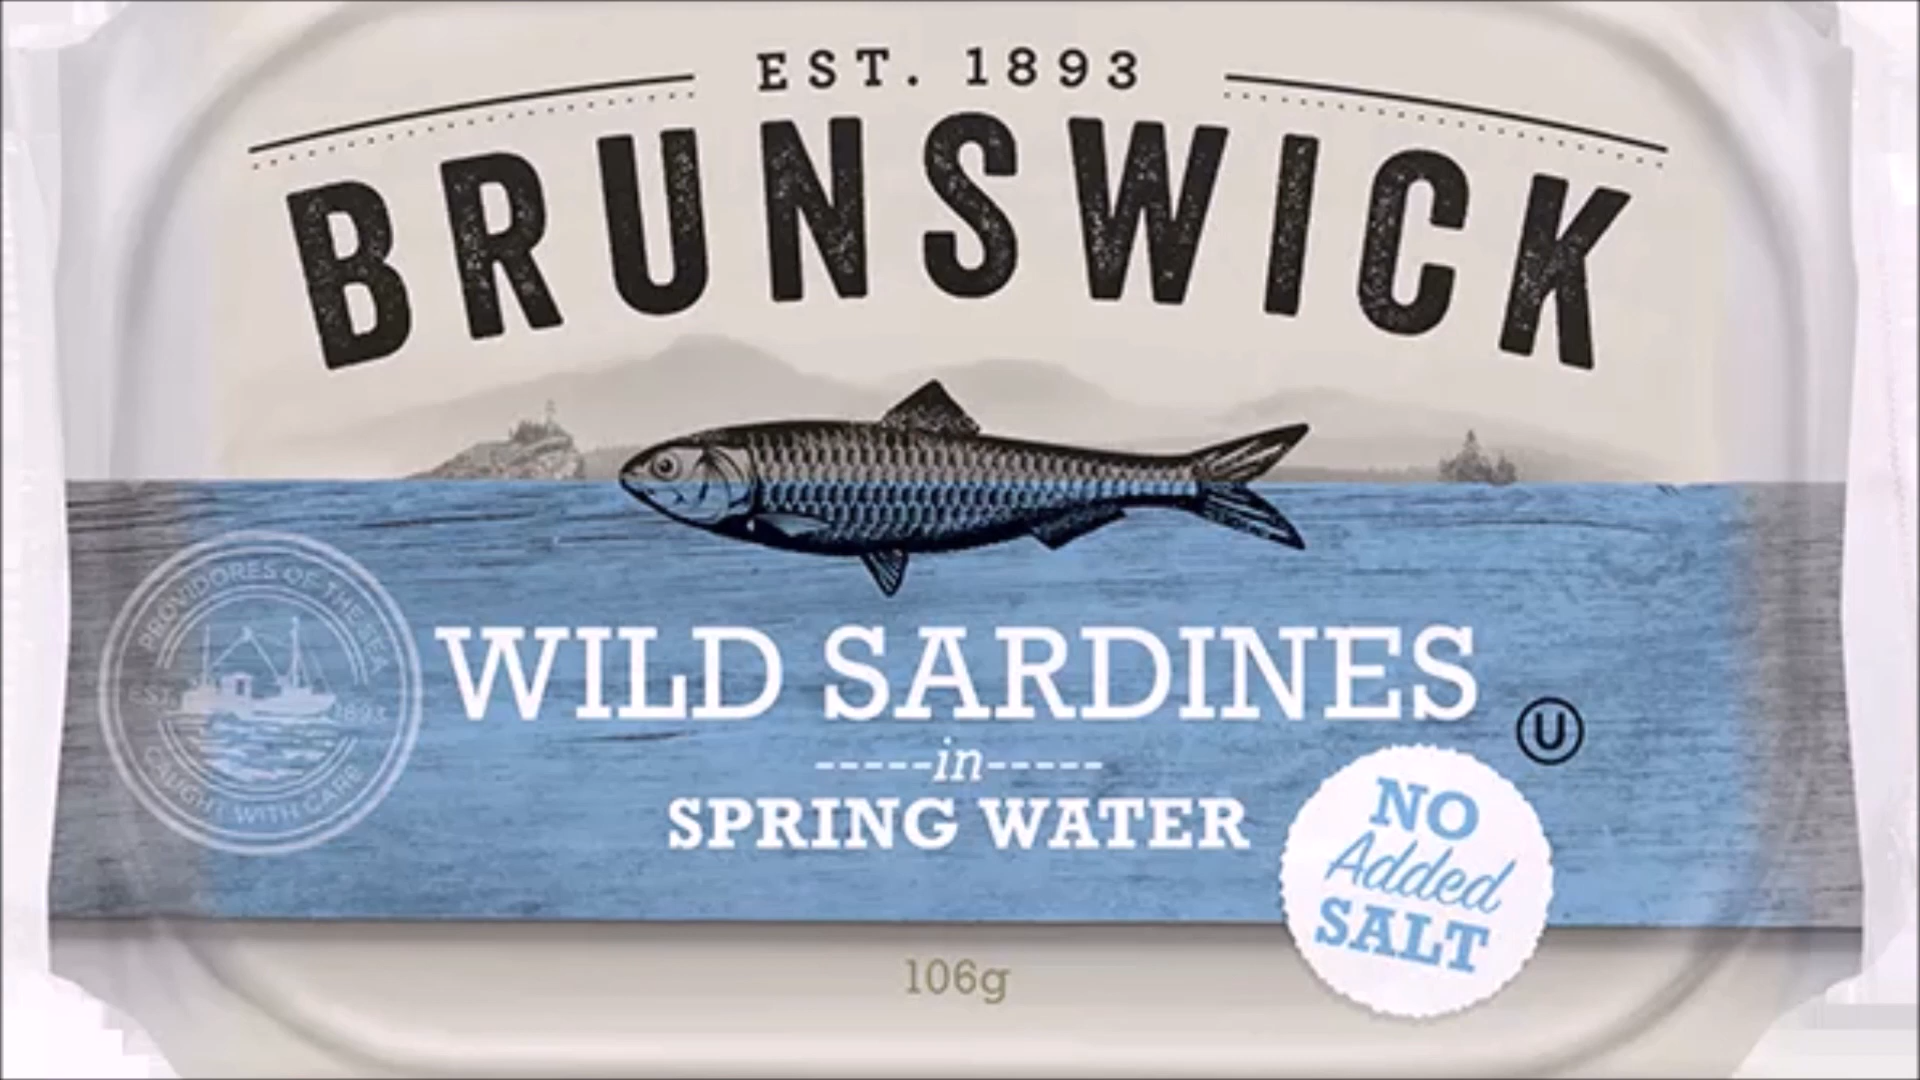 EST. 1893
BRUNSWICK
PROVIDORES OF THE SEA
EST. 1893
CAUGHT WITH CARE
WILD SARDINES
-----in-----
SPRING WATER
U
NO
Added
SALT
106g